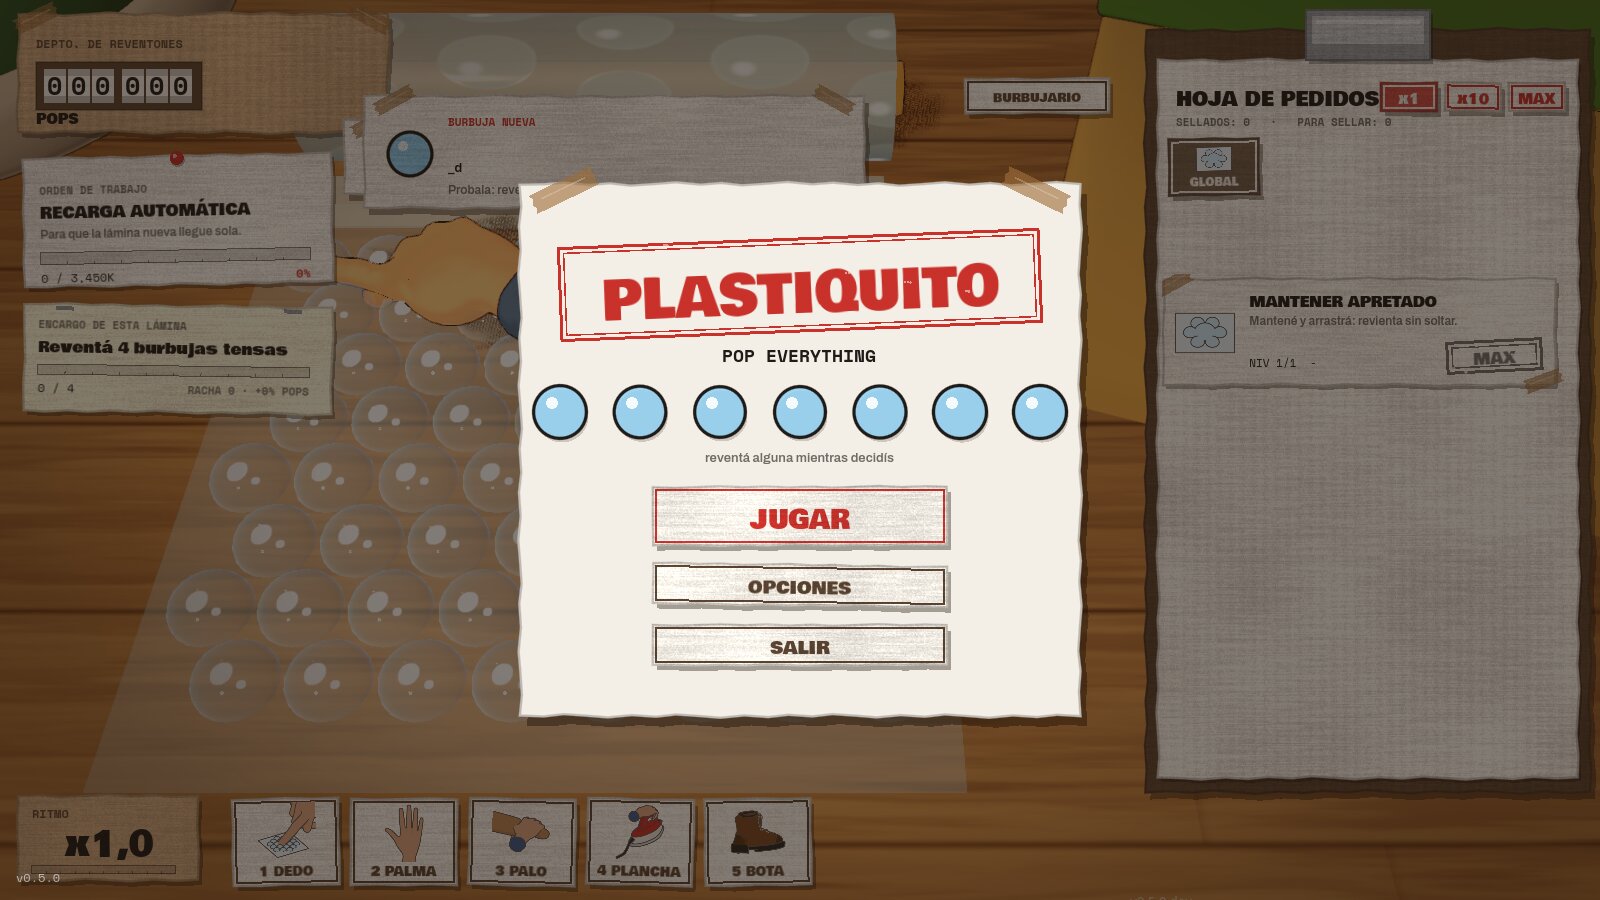 DEPTO. DE REVENTONES
000000
POPS
ORDEN DE TRABAJO
RECARGA AUTOMÁTICA
Para que la lámina nueva llegue sola.
0 / 3,450K
0%
ENCARGO DE ESTA LÁMINA
Reventá 4 burbujas tensas
0 / 4
RACHA 0 · +0% POPS
BURBUJA NUEVA
_d
Probala: reve
BURBUJARIO
PLASTIQUITO
POP EVERYTHING
reventá alguna mientras decidís
JUGAR
OPCIONES
SALIR
HOJA DE PEDIDOS
x1
x10
MAX
SELLADOS: 0 · PARA SELLAR: 0
GLOBAL
MANTENER APRETADO
Mantené y arrastrá: revienta sin soltar.
NIV 1/1 -
MAX
RITMO
x1,0
v0.5.0
1 DEDO
2 PALMA
3 PALO
4 PLANCHA
5 BOTA